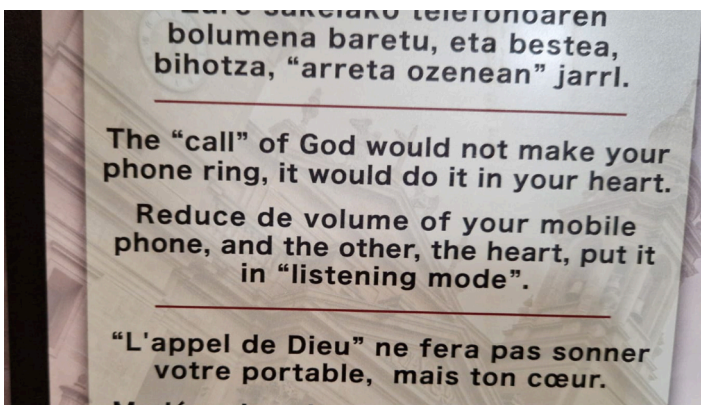 telefonoaren
bolumena baretu, eta bestea,
bihotza, “arreta ozenean” jarrI.
The “call” of God would not make your
phone ring, it would do it in your heart.
Reduce de volume of your mobile
phone, and the other, the heart, put it
in “listening mode”.
“L'appel de Dieu” ne fera pas sonner
votre portable, mais ton cœur.